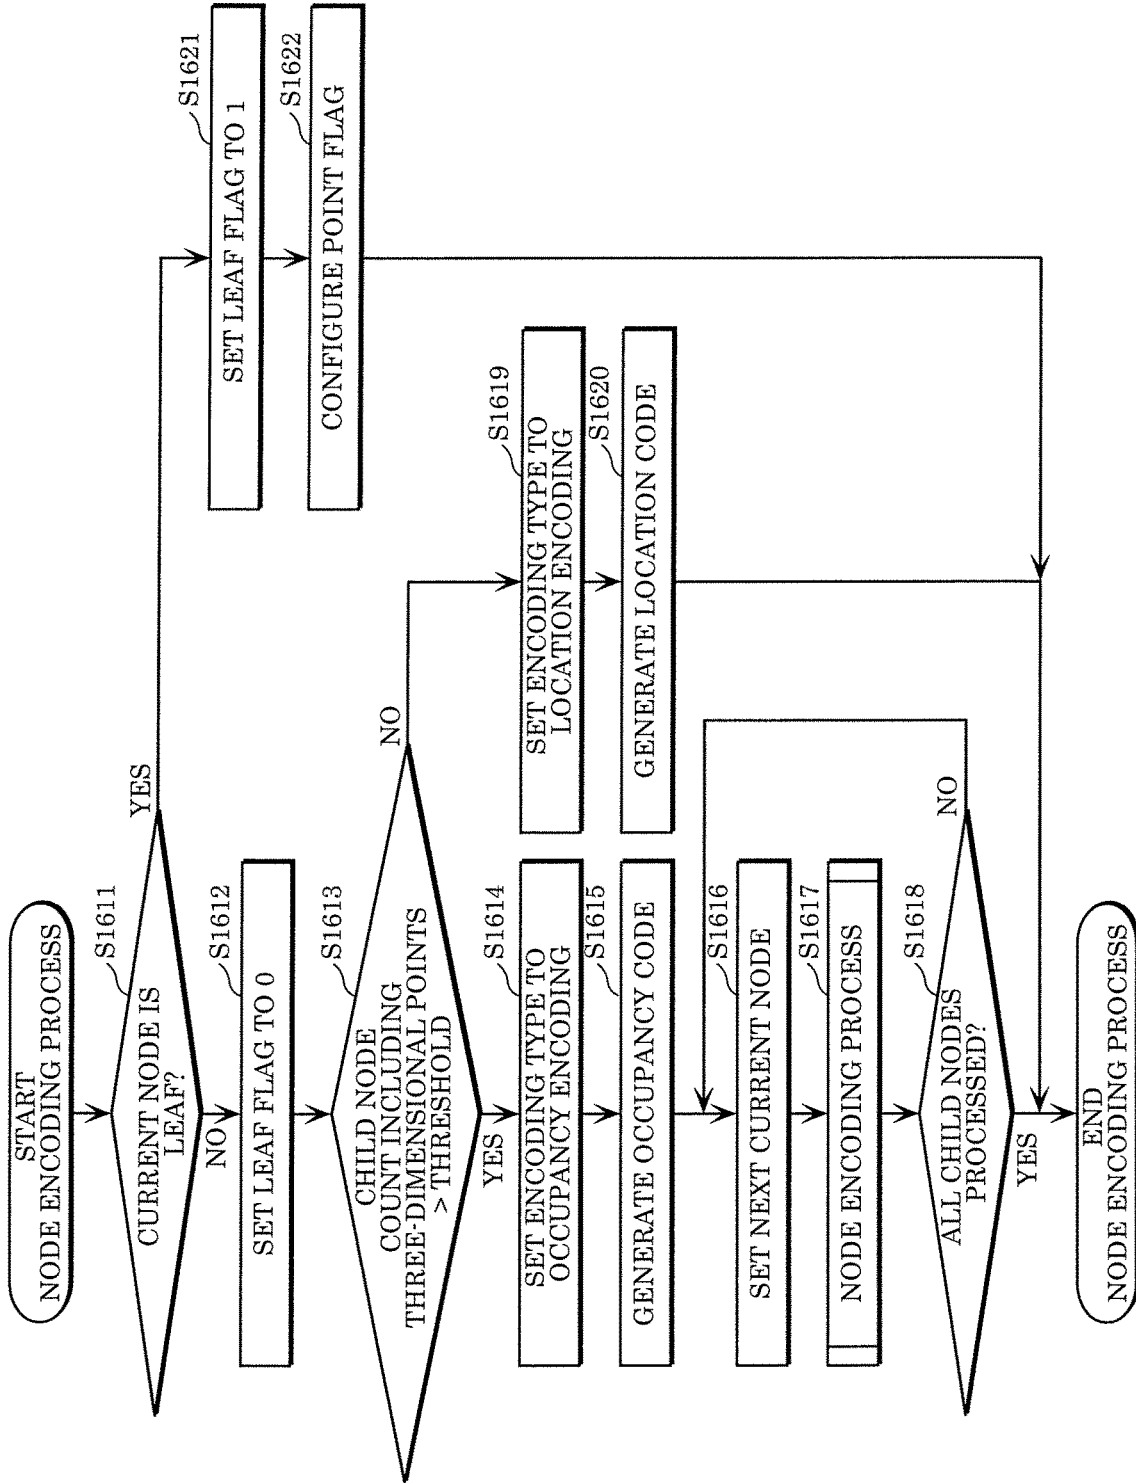 START
NODE ENCODING PROCESS
S1611
CURRENT NODE IS
LEAF?
YES
NO
S1612
SET LEAF FLAG TO 0
S1613
CHILD NODE
COUNT INCLUDING
THREE-DIMENSIONAL POINTS
> THRESHOLD
NO
YES
S1614
SET ENCODING TYPE TO
OCCUPANCY ENCODING
S1615
GENERATE OCCUPANCY CODE
S1616
SET NEXT CURRENT NODE
S1617
NODE ENCODING PROCESS
S1618
ALL CHILD NODES
PROCESSED?
NO
YES
END
NODE ENCODING PROCESS
S1619
SET ENCODING TYPE TO
LOCATION ENCODING
S1620
GENERATE LOCATION CODE
S1621
SET LEAF FLAG TO 1
S1622
CONFIGURE POINT FLAG